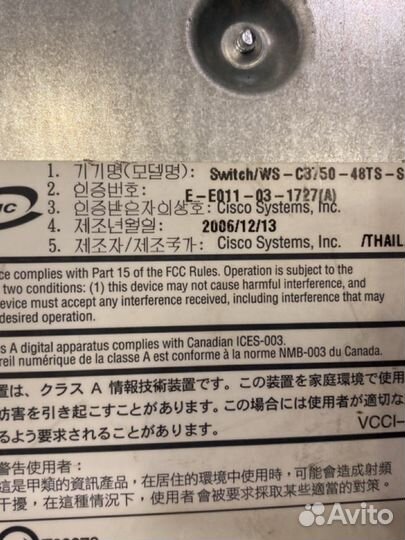 1. 기기명(모델명): Switch/WS-C3750-48TS-S
2. 인증번호: E-E011-03-1727(A)
IC
3. 인증받은자의상호: Cisco Systems, Inc.
4. 제조년월일: 2006/12/13
5. 제조자/제조국가: Cisco Systems, Inc. /THAIL
ce complies with Part 15 of the FCC Rules. Operation is subject to the
two conditions: (1) this device may not cause harmful interference, and
evice must accept any interference received, including interference that may
desired operation.
s A digital apparatus complies with Canadian ICES-003.
areil numérique de la classe A est conforme à la norme NMB-003 du Canada.
置は、クラス A 情報技術装置です。この装置を家庭環境で使用
妨害を引き起こすことがあります。この場合には使用者が適切な
るよう要求されることがあります。 VCCI-
警告使用者:
這是甲類的資訊產品,在居住的環境中使用時,可能會造成射頻
干擾,在這種情況下,使用者會被要求採取某些適當的對策。
Avito